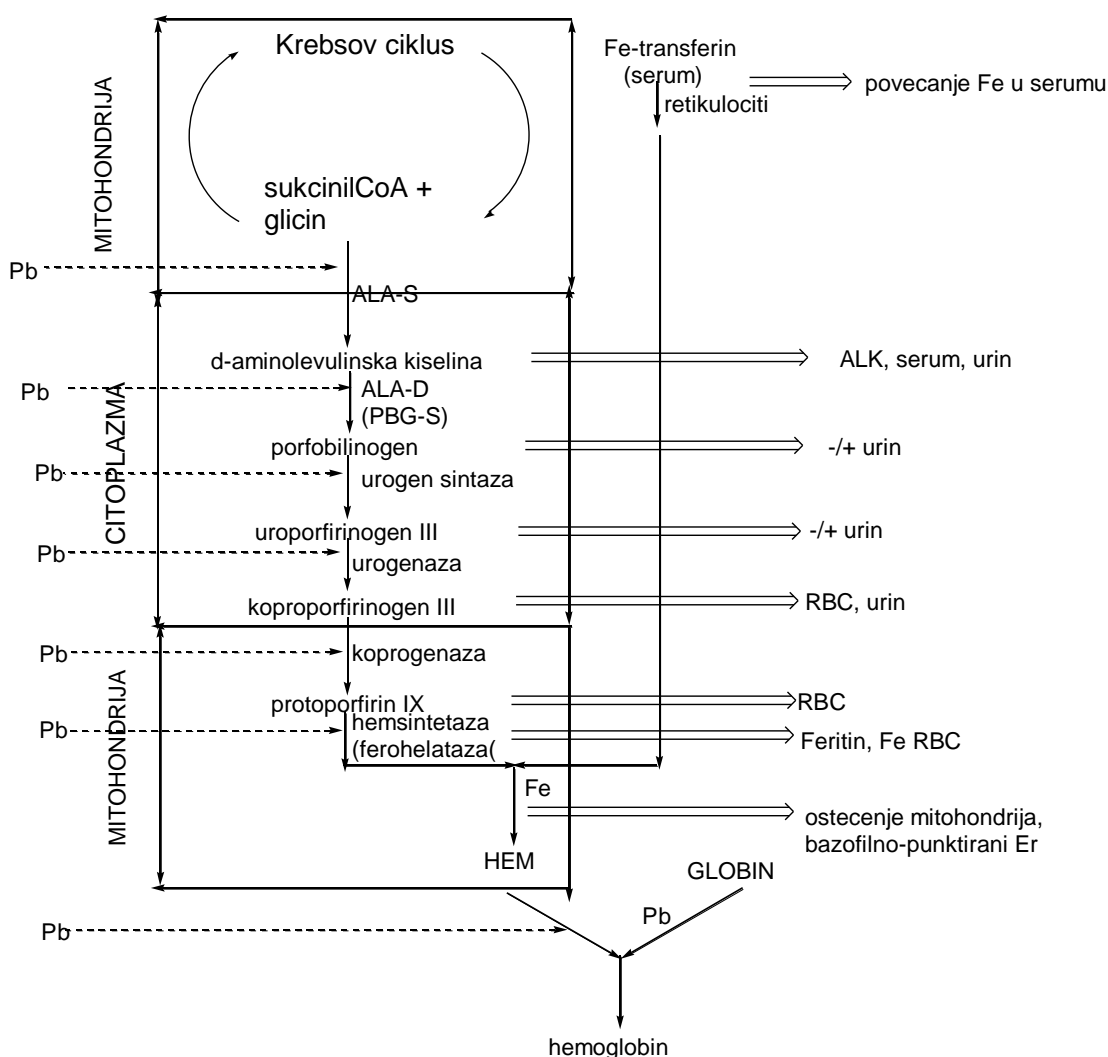 Krebsov ciklus
Fe-transferin
(serum)
retikulociti
povecanje Fe u serumu
MITOHONDRIJA
sukcinilCoA +
glicin
Pb
ALA-S
d-aminolevulinska kiselina
ALK, serum, urin
Pb
ALA-D
(PBG-S)
CITOPLAZMA
porfobilinogen
-/+ urin
Pb
urogen sintaza
uroporfirinogen III
-/+ urin
Pb
urogenaza
koproporfirinogen III
RBC, urin
Pb
koprogenaza
MITOHONDRIJA
protoporfirin IX
RBC
Pb
hemsintetaza
(ferohelataza(
Feritin, Fe RBC
Fe
ostecenje mitohondrija,
bazofilno-punktirani Er
HEM
GLOBIN
Pb
Pb
hemoglobin